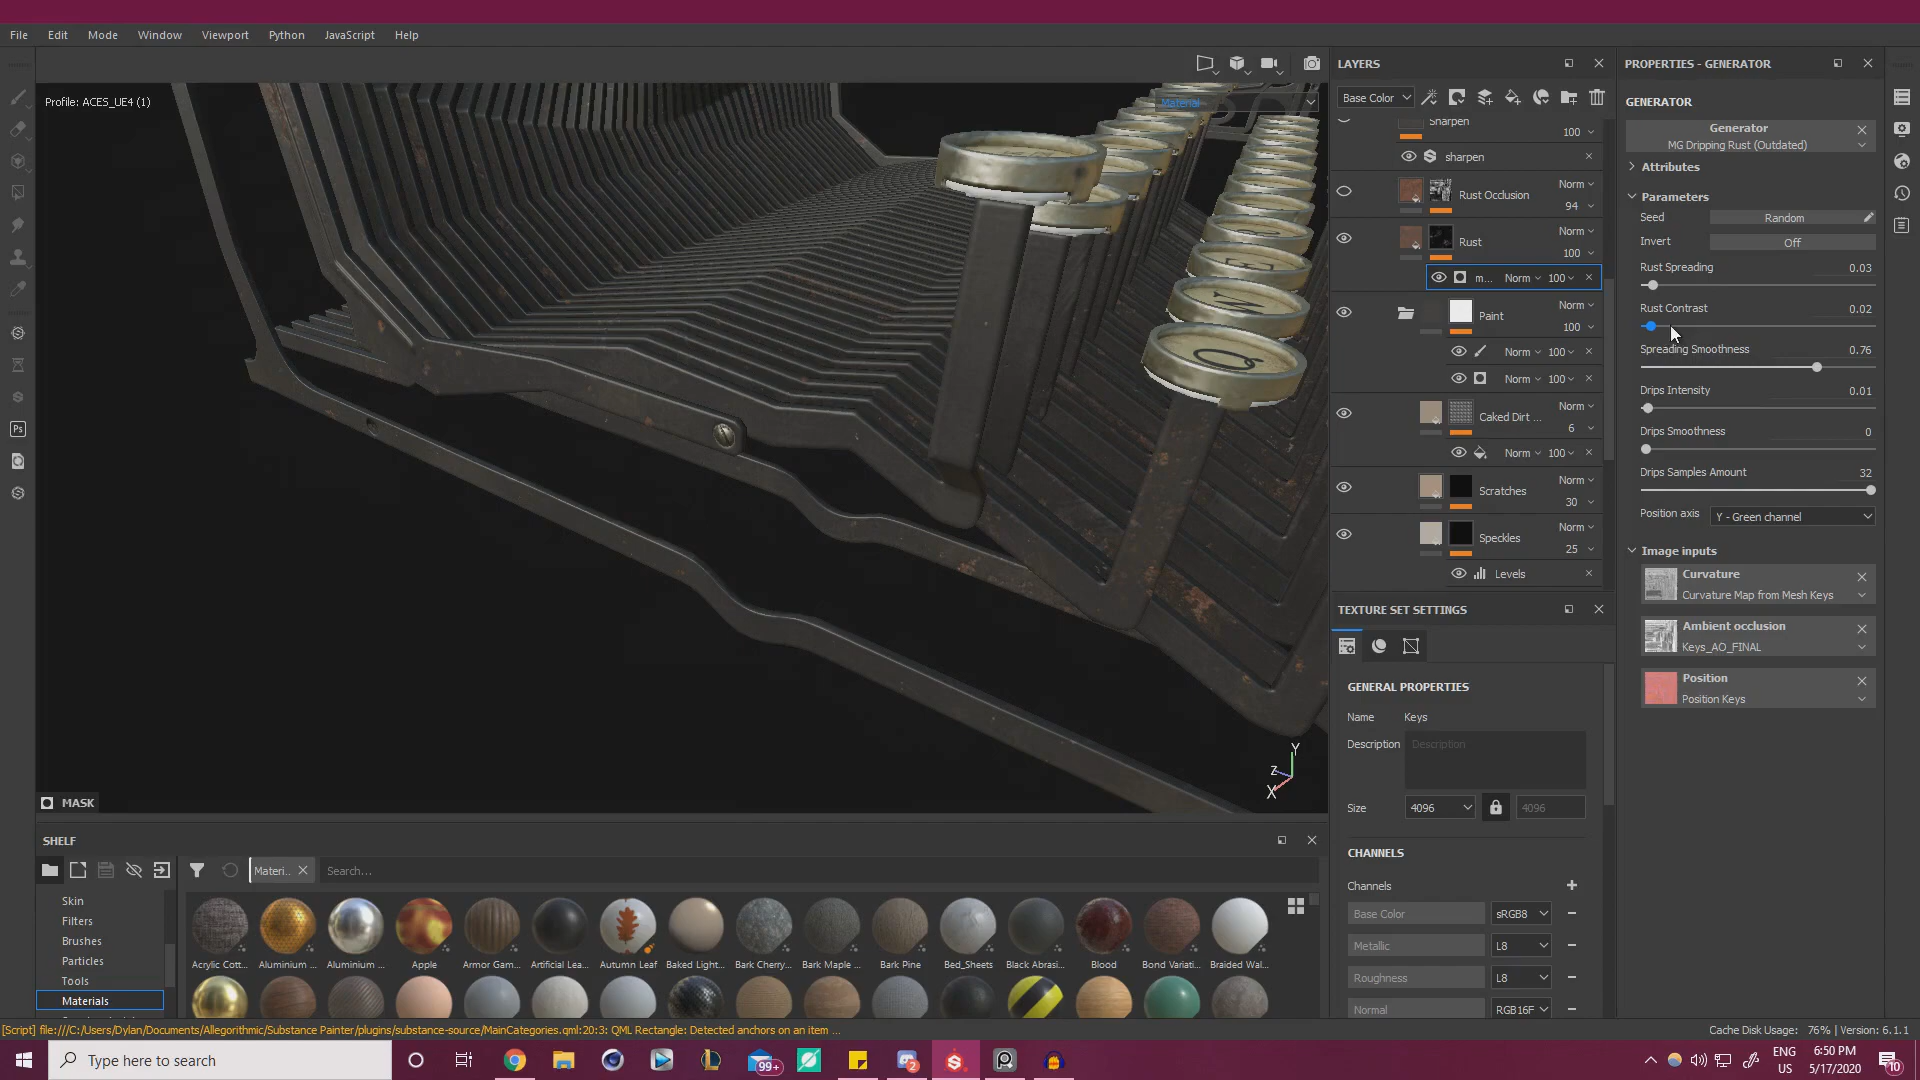 File Edit Mode Window Viewport Python JavaScript Help
Profile: ACES_UE4 (1)
Material
MASK
Y
Z
X
LAYERS
Base Color
Sharpen
100
sharpen
Rust Occlusion Norm
94
Rust Norm
100
m... Norm 100
Paint Norm
100
Norm 100
Norm 100
Caked Dirt ... Norm
6
Norm 100
Scratches Norm
30
Speckles Norm
25
Levels
TEXTURE SET SETTINGS
GENERAL PROPERTIES
Name Keys
Description Description
Size 4096 4096
CHANNELS
Channels
Base Color sRGB8
Metallic L8
Roughness L8
Normal RGB16F
PROPERTIES - GENERATOR
GENERATOR
Generator
MG Dripping Rust (Outdated)
Attributes
Parameters
Seed Random
Invert Off
Rust Spreading 0.03
Rust Contrast 0.02
Spreading Smoothness 0.76
Drips Intensity 0.01
Drips Smoothness 0
Drips Samples Amount 32
Position axis Y - Green channel
Image inputs
Curvature
Curvature Map from Mesh Keys
Ambient occlusion
Keys_AO_FINAL
Position
Position Keys
SHELF
Materi.. Search...
Skin
Filters
Brushes
Particles
Tools
Materials
Acrylic Cott... Aluminium ... Aluminium ... Apple Armor Gam... Artificial Lea... Autumn Leaf Baked Light... Bark Cherry... Bark Maple ... Bark Pine Bed_Sheets Black Abrasi... Blood Bond Variati... Braided Wal...
[Script] file:///C:/Users/Dylan/Documents/Allegorithmic/Substance Painter/plugins/substance-source/MainCategories.qml:20:3: QML Rectangle: Detected anchors on an item ...
Cache Disk Usage: 76% | Version: 6.1.1
Type here to search
99+
2
ENG
US
6:50 PM
5/17/2020
10
Ps